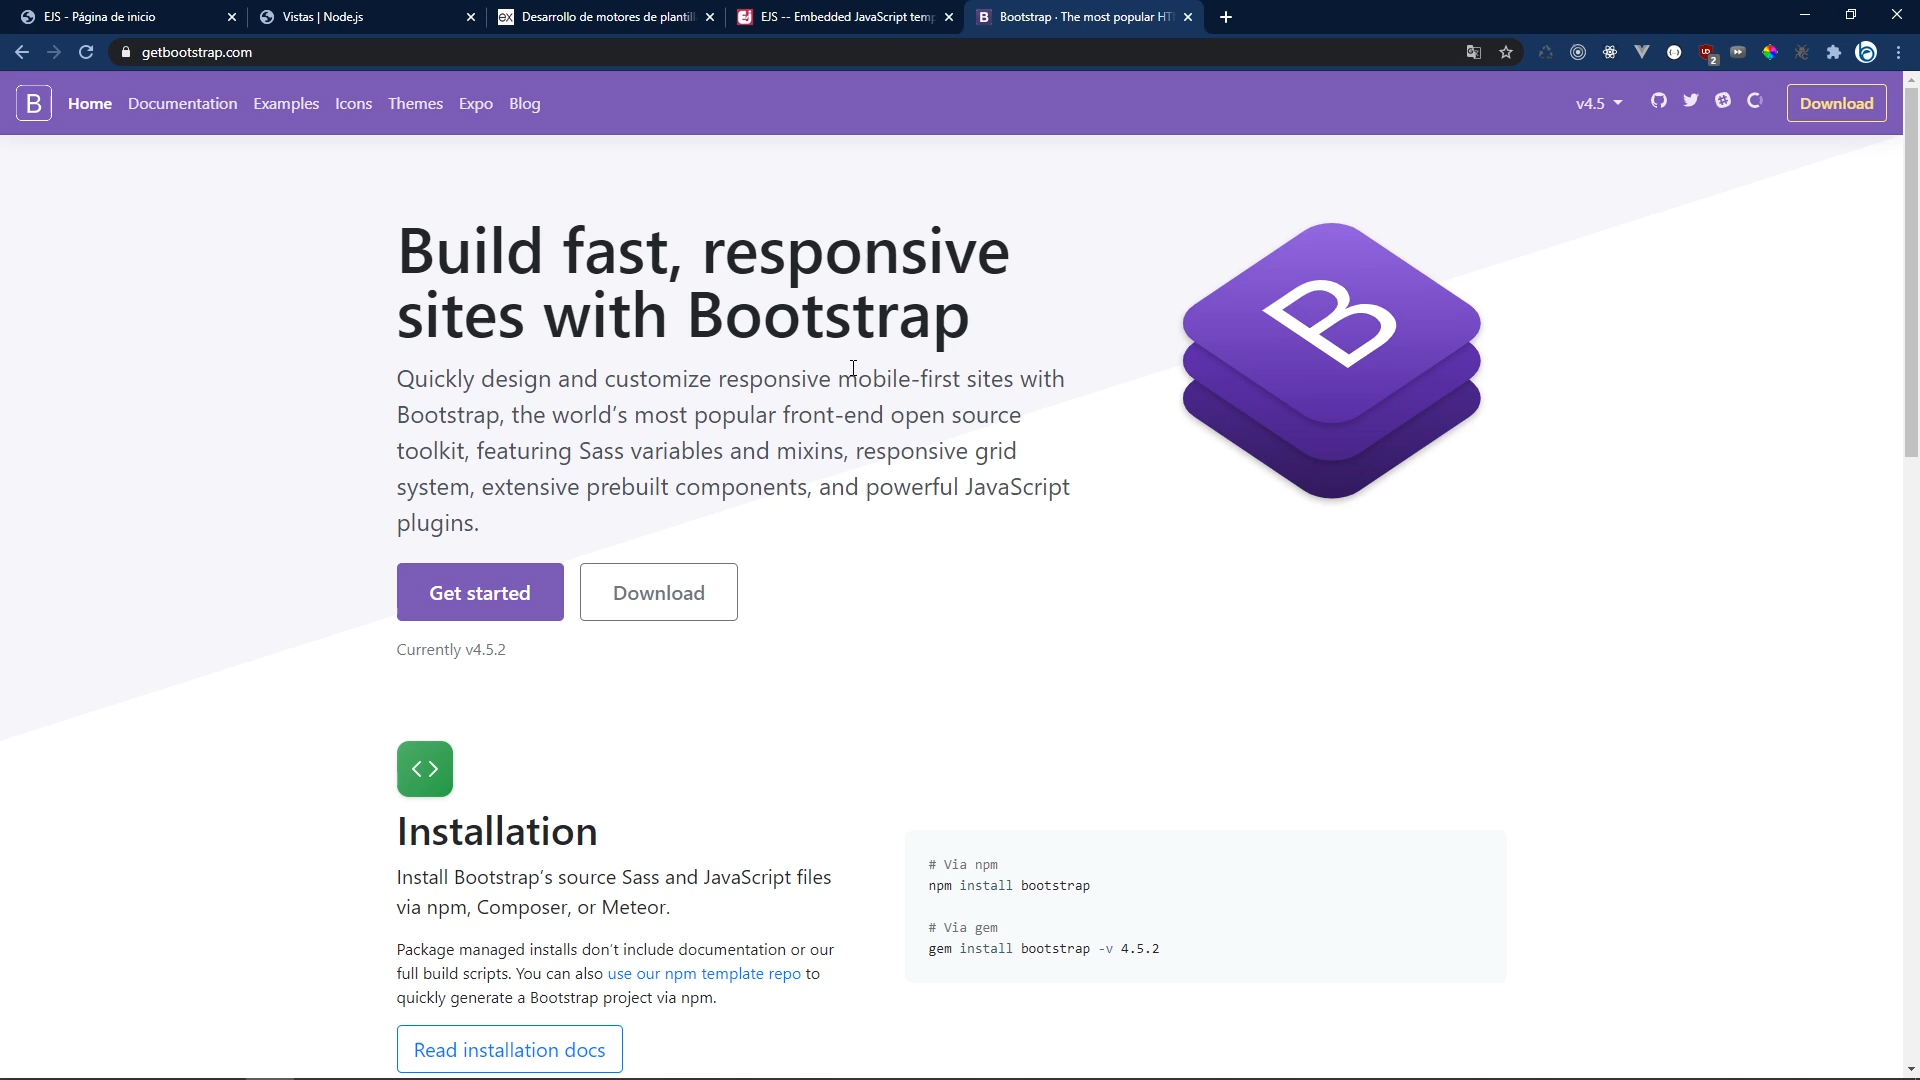 EJS - Página de inicio
Vistas | Node.js
ex Desarrollo de motores de plantil
EJS -- Embedded JavaScript temp
B Bootstrap · The most popular HT
getbootstrap.com
2
B Home Documentation Examples Icons Themes Expo Blog v4.5 Download
Build fast, responsive
sites with Bootstrap
B
Quickly design and customize responsive mobile-first sites with
Bootstrap, the world’s most popular front-end open source
toolkit, featuring Sass variables and mixins, responsive grid
system, extensive prebuilt components, and powerful JavaScript
plugins.
Get started Download
Currently v4.5.2
<>
Installation
Install Bootstrap’s source Sass and JavaScript files
via npm, Composer, or Meteor.
Package managed installs don’t include documentation or our
full build scripts. You can also use our npm template repo to
quickly generate a Bootstrap project via npm.
Read installation docs
# Via npm
npm install bootstrap
# Via gem
gem install bootstrap -v 4.5.2